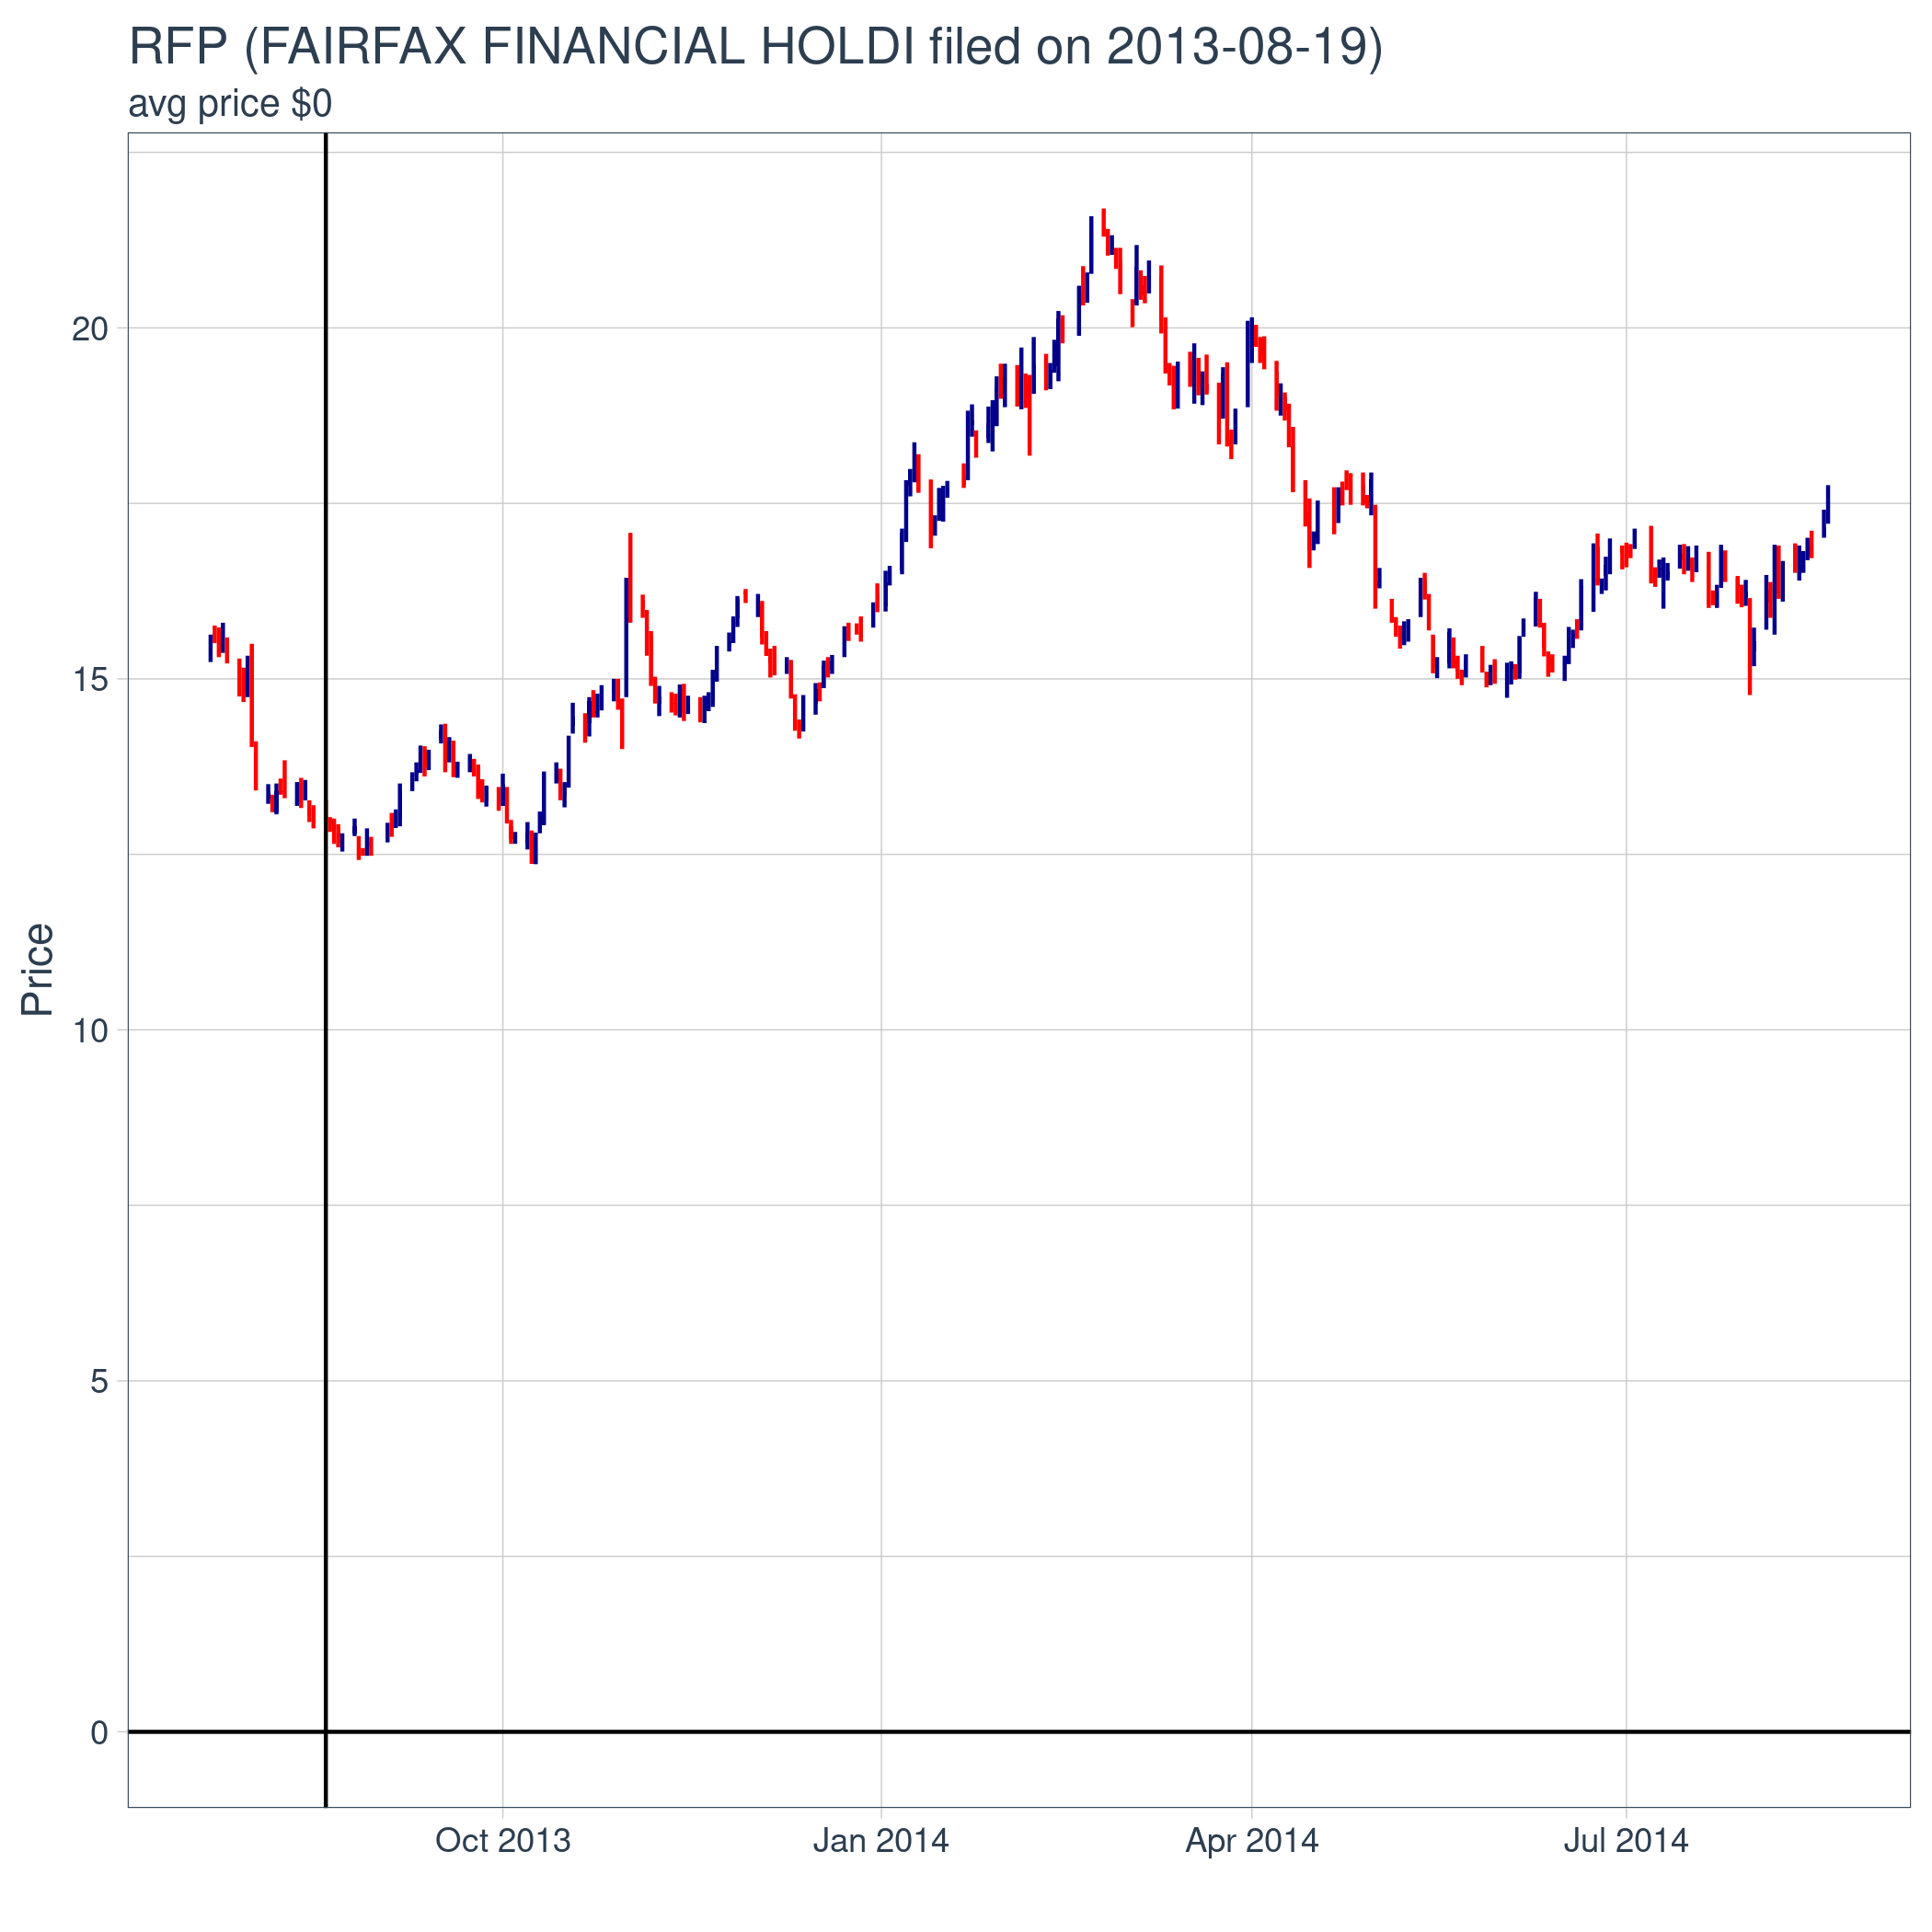 RFP (FAIRFAX FINANCIAL HOLDI filed on 2013-08-19)
avg price $0
Price
20
15
10
5
0
Oct 2013
Jan 2014
Apr 2014
Jul 2014